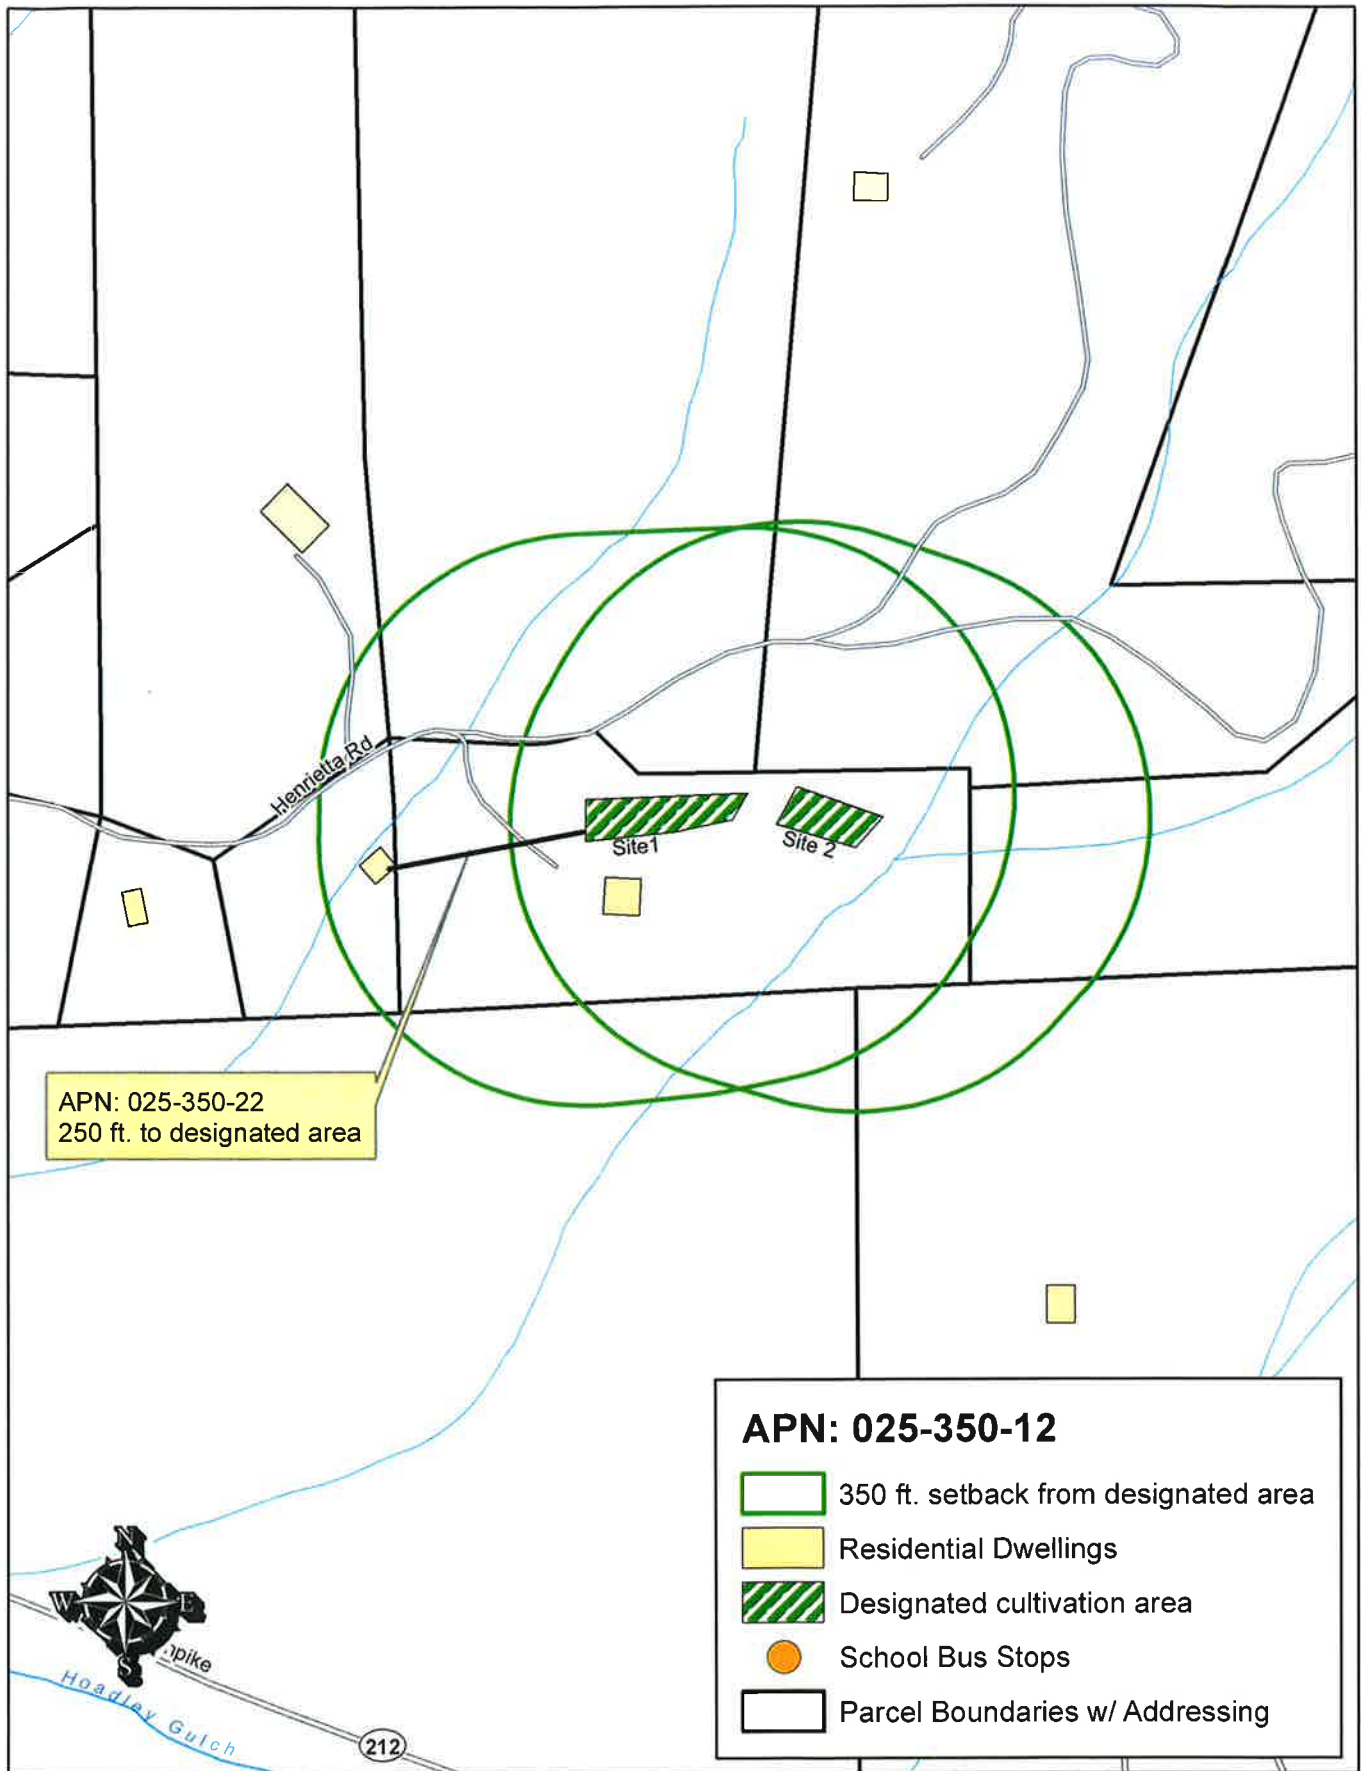 Henrietta Rd
Site1
Site 2
APN: 025-350-22
250 ft. to designated area
APN: 025-350-12
350 ft. setback from designated area
Residential Dwellings
Designated cultivation area
School Bus Stops
Parcel Boundaries w/ Addressing
N
W
E
S
Hoadley Gulch
212